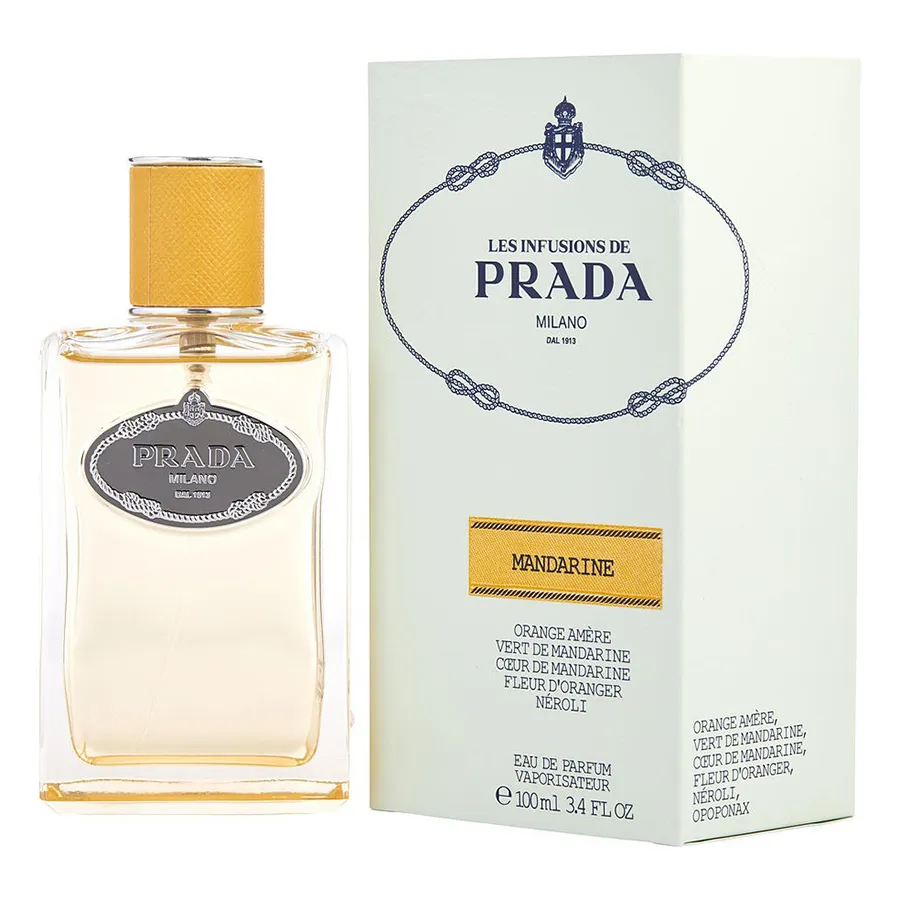 PRADA
MILANO
DAL 1913
LES INFUSIONS DE
PRADA
MILANO
DAL 1913
MANDARINE
ORANGE AMÈRE
VERT DE MANDARINE
CŒUR DE MANDARINE
FLEUR D'ORANGER
NÉROLI
EAU DE PARFUM
VAPORISATEUR
℮ 100 ml 3.4 FL OZ
ORANGE AMÈRE,
VERT DE MANDARINE,
CŒUR DE MANDARINE,
FLEUR D'ORANGER,
NÉROLI,
OPOPONAX